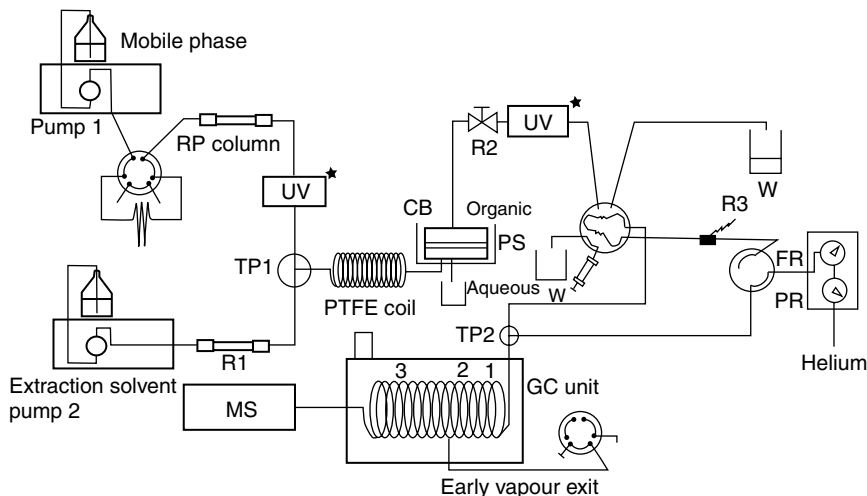 Mobile phase
Pump 1
RP column
UV
R2
UV
W
R3
CB
Organic
PS
TP1
PTFE coil
Aqueous
W
FR
PR
TP2
Helium
R1
Extraction solvent
pump 2
3 2 1
GC unit
MS
Early vapour exit